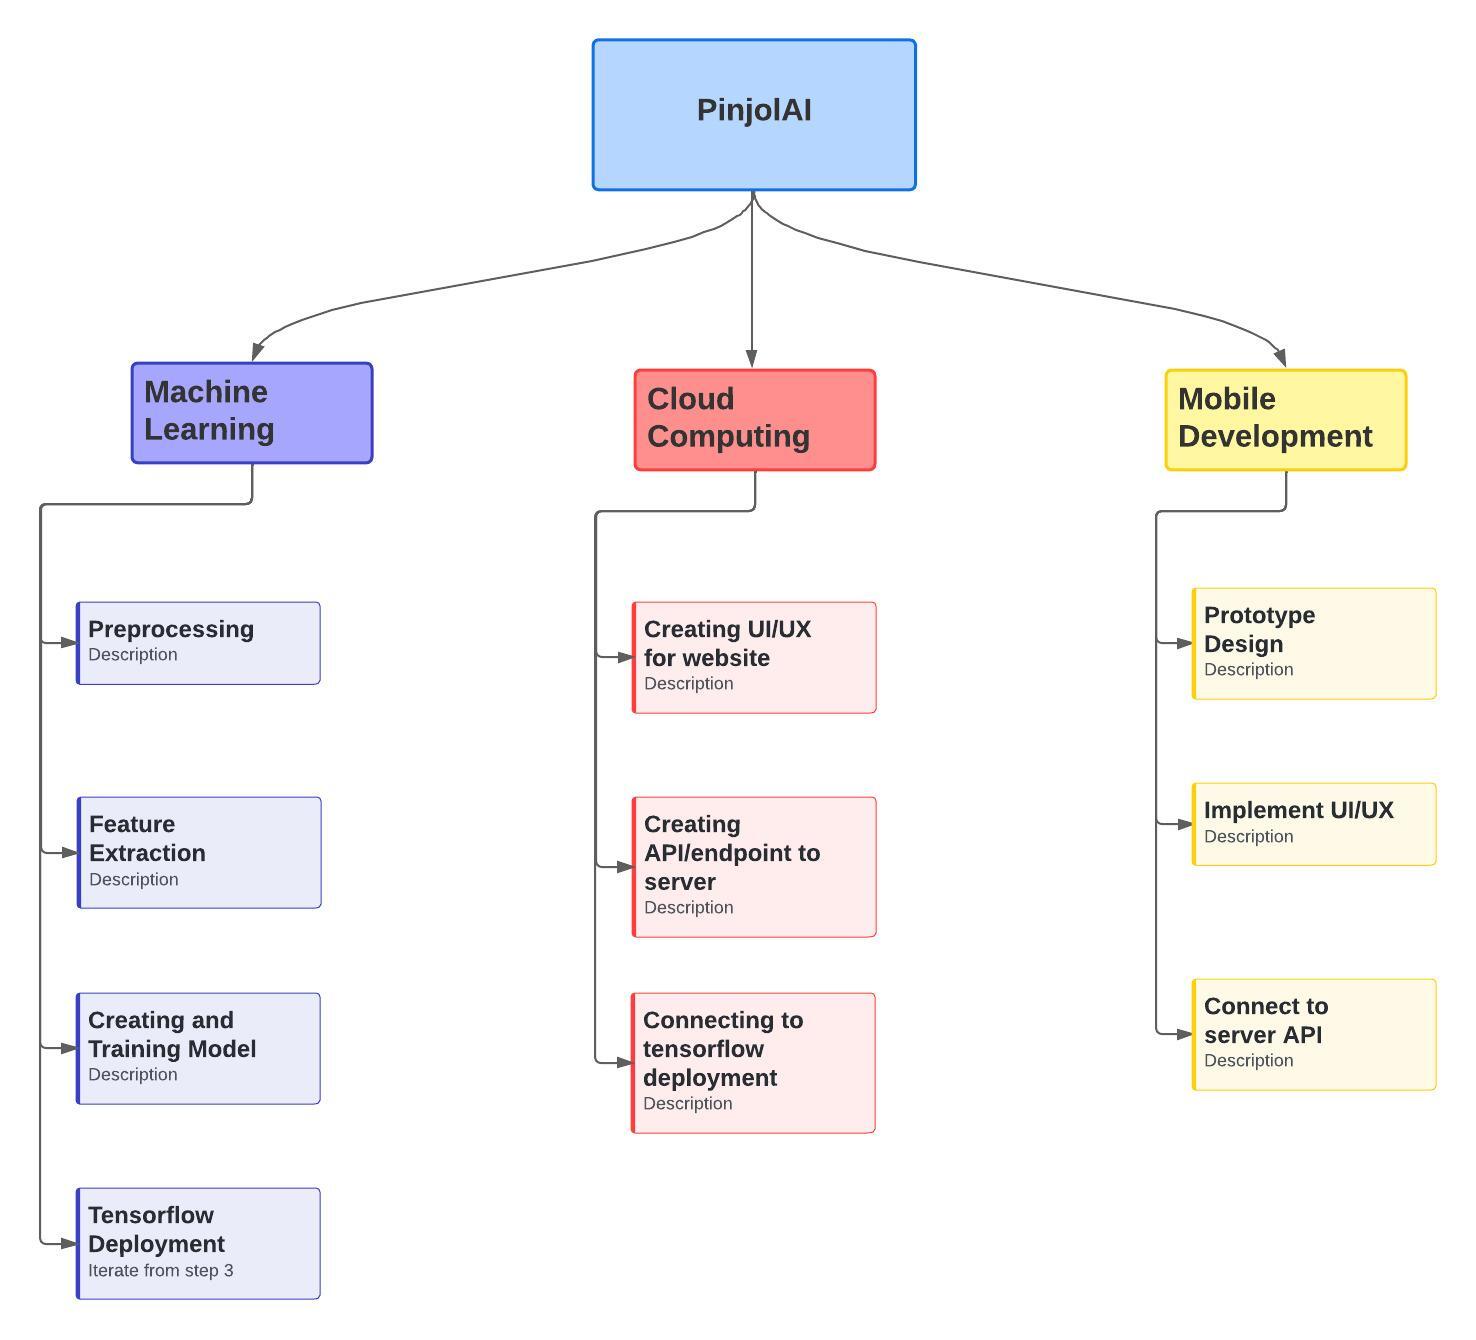 PinjolAI
Machine
Learning
Cloud
Computing
Mobile
Development
Preprocessing
Description
Feature
Extraction
Description
Creating and
Training Model
Description
Tensorflow
Deployment
Iterate from step 3
Creating UI/UX
for website
Description
Creating
API/endpoint to
server
Description
Connecting to
tensorflow
deployment
Description
Prototype
Design
Description
Implement UI/UX
Description
Connect to
server API
Description